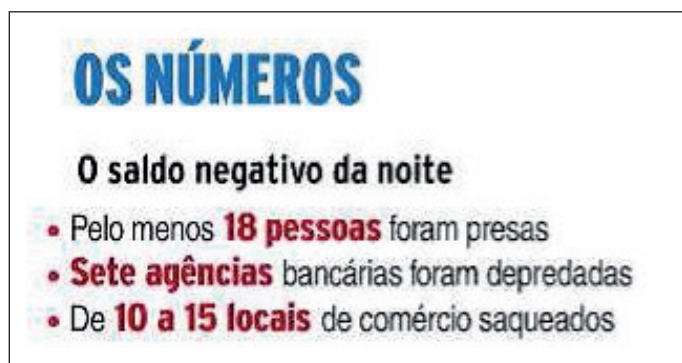 OS NÚMEROS
O saldo negativo da noite
• Pelo menos 18 pessoas foram presas
• Sete agências bancárias foram depredadas
• De 10 a 15 locais de comércio saqueados